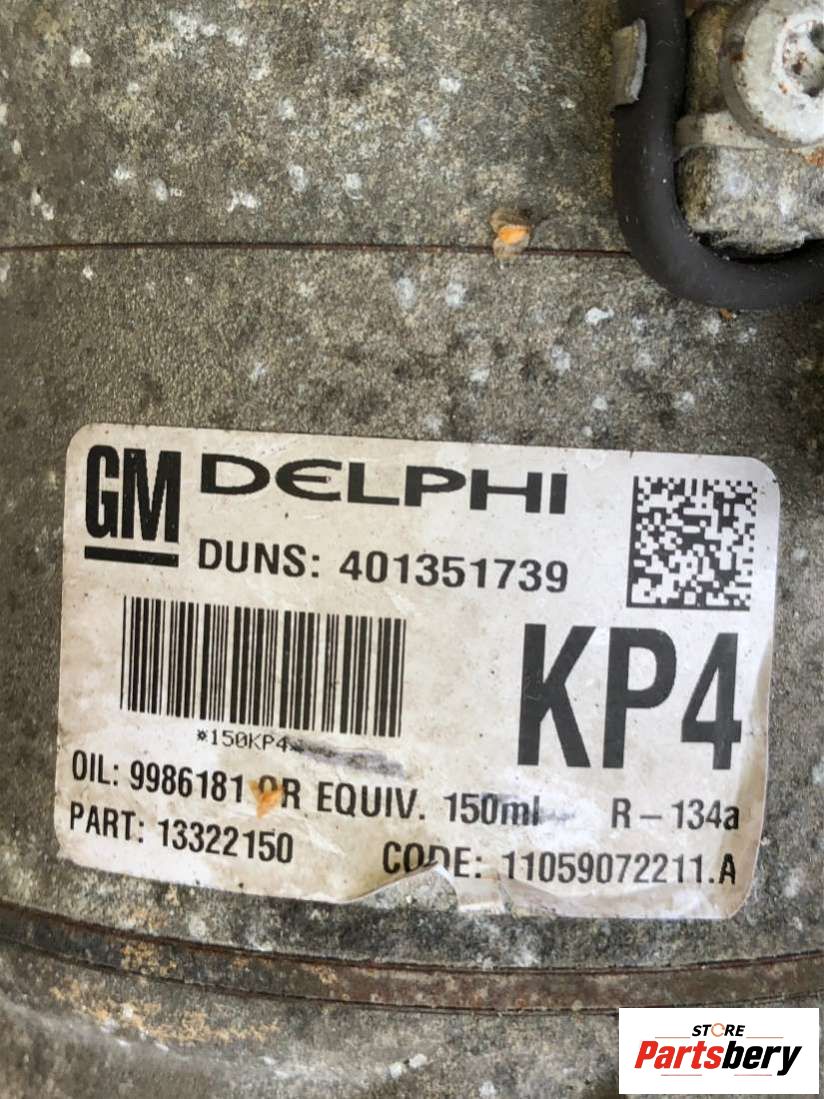 GM DELPHI
DUNS: 401351739
KP4
*150KP4
OIL: 9986181 OR EQUIV. 150ml R-134a
PART: 13322150 CODE: 11059072211.A
STORE
Partsbery